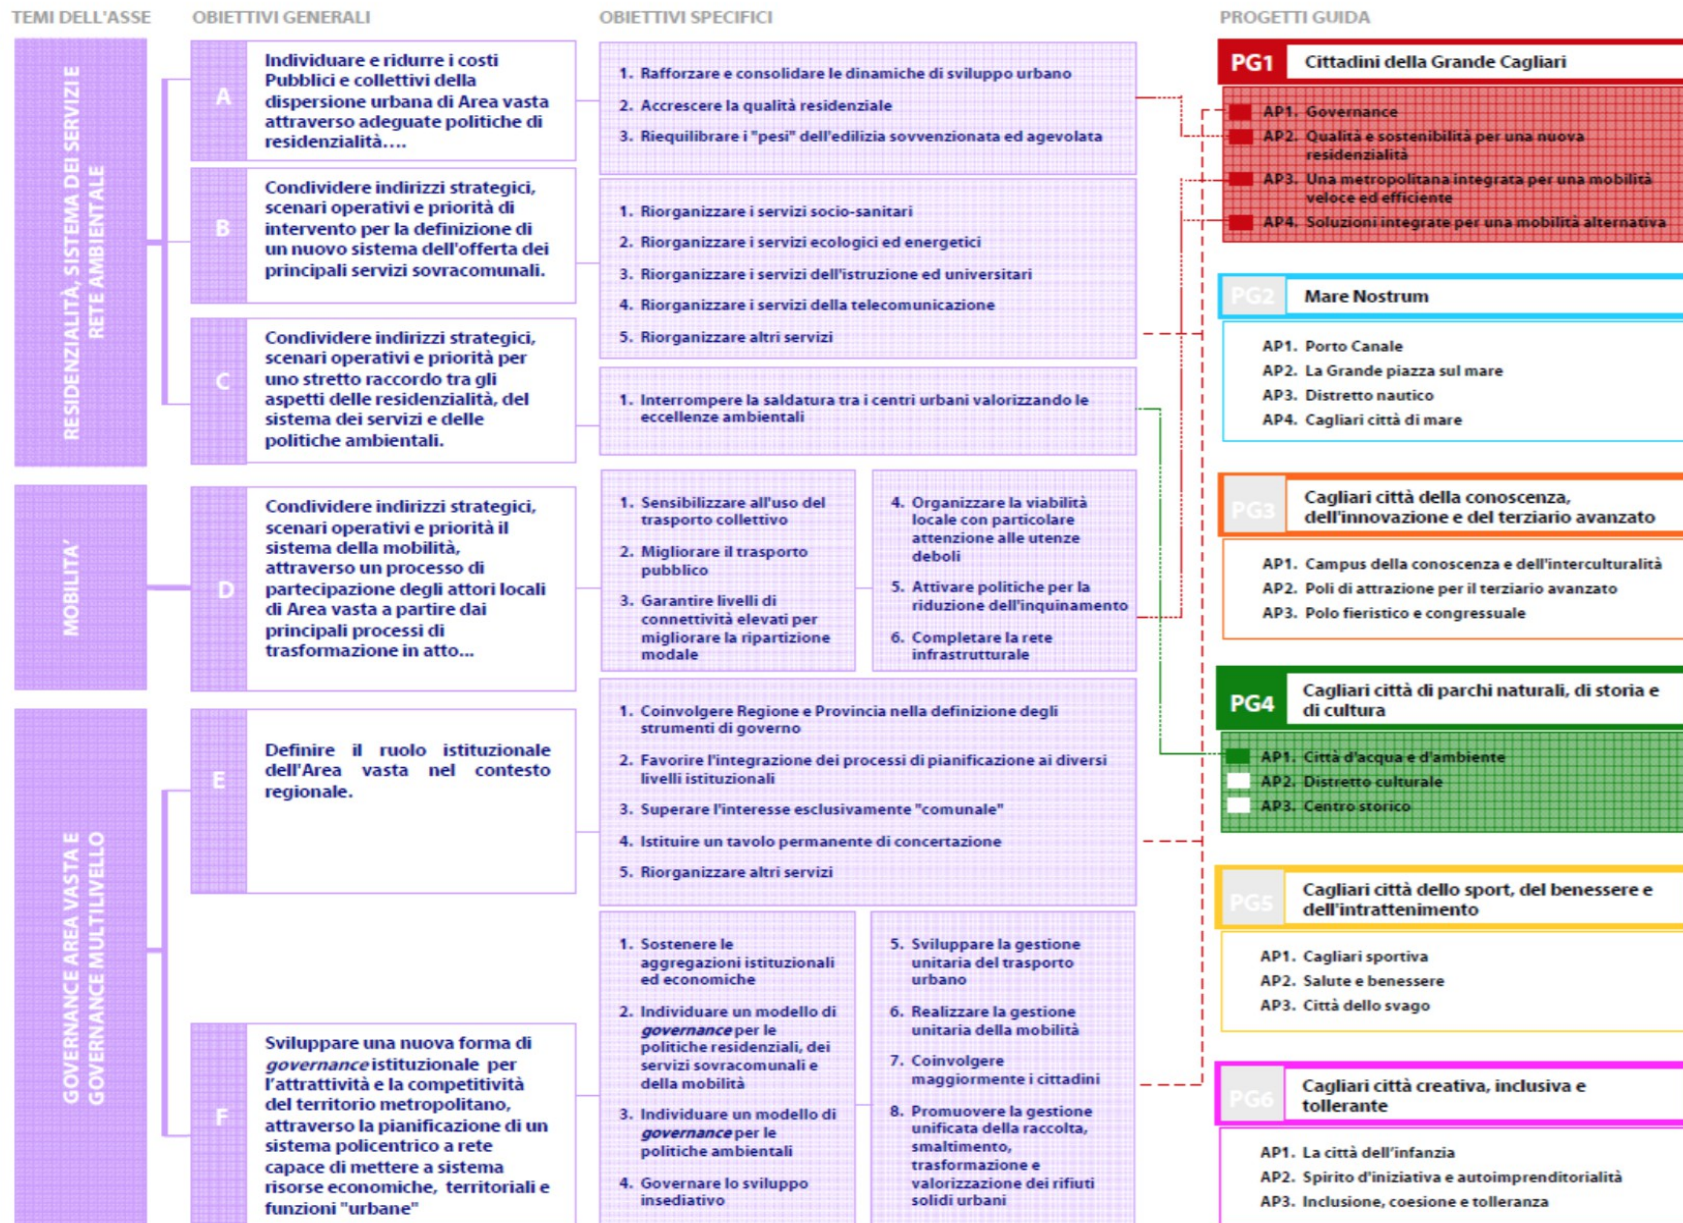 TEMI DELL'ASSE
OBIETTIVI GENERALI
OBIETTIVI SPECIFICI
PROGETTI GUIDA
RESIDENZIALITÀ, SISTEMA DEI SERVIZI E
RETE AMBIENTALE
A
Individuare e ridurre i costi
Pubblici e collettivi della
dispersione urbana di Area vasta
attraverso adeguate politiche di
residenzialità....
1. Rafforzare e consolidare le dinamiche di sviluppo urbano
2. Accrescere la qualità residenziale
3. Riequilibrare i "pesi" dell'edilizia sovvenzionata ed agevolata
B
Condividere indirizzi strategici,
scenari operativi e priorità di
intervento per la definizione di
un nuovo sistema dell'offerta dei
principali servizi sovracomunali.
1. Riorganizzare i servizi socio-sanitari
2. Riorganizzare i servizi ecologici ed energetici
3. Riorganizzare i servizi dell'istruzione ed universitari
4. Riorganizzare i servizi della telecomunicazione
5. Riorganizzare altri servizi
C
Condividere indirizzi strategici,
scenari operativi e priorità per
uno stretto raccordo tra gli
aspetti delle residenzialità, del
sistema dei servizi e delle
politiche ambientali.
1. Interrompere la saldatura tra i centri urbani valorizzando le
eccellenze ambientali
MOBILITA'
D
Condividere indirizzi strategici,
scenari operativi e priorità il
sistema della mobilità,
attraverso un processo di
partecipazione degli attori locali
di Area vasta a partire dai
principali processi di
trasformazione in atto...
1. Sensibilizzare all'uso del
trasporto collettivo
2. Migliorare il trasporto
pubblico
3. Garantire livelli di
connettività elevati per
migliorare la ripartizione
modale
4. Organizzare la viabilità
locale con particolare
attenzione alle utenze
deboli
5. Attivare politiche per la
riduzione dell'inquinamento
6. Completare la rete
infrastrutturale
GOVERNANCE AREA VASTA E
GOVERNANCE MULTILIVELLO
E
Definire il ruolo istituzionale
dell'Area vasta nel contesto
regionale.
1. Coinvolgere Regione e Provincia nella definizione degli
strumenti di governo
2. Favorire l'integrazione dei processi di pianificazione ai diversi
livelli istituzionali
3. Superare l'interesse esclusivamente "comunale"
4. Istituire un tavolo permanente di concertazione
5. Riorganizzare altri servizi
F
Sviluppare una nuova forma di
governance istituzionale per
l'attrattività e la competitività
del territorio metropolitano,
attraverso la pianificazione di un
sistema policentrico a rete
capace di mettere a sistema
risorse economiche, territoriali e
funzioni "urbane"
1. Sostenere le
aggregazioni istituzionali
ed economiche
2. Individuare un modello di
governance per le
politiche residenziali, dei
servizi sovracomunali e
della mobilità
3. Individuare un modello di
governance per le
politiche ambientali
4. Governare lo sviluppo
insediativo
5. Sviluppare la gestione
unitaria del trasporto
urbano
6. Realizzare la gestione
unitaria della mobilità
7. Coinvolgere
maggiormente i cittadini
8. Promuovere la gestione
unificata della raccolta,
smaltimento,
trasformazione e
valorizzazione dei rifiuti
solidi urbani
PG1 Cittadini della Grande Cagliari
AP1. Governance
AP2. Qualità e sostenibilità per una nuova
residenzialità
AP3. Una metropolitana integrata per una mobilità
veloce ed efficiente
AP4. Soluzioni integrate per una mobilità alternativa
PG2 Mare Nostrum
AP1. Porto Canale
AP2. La Grande piazza sul mare
AP3. Distretto nautico
AP4. Cagliari città di mare
PG3 Cagliari città della conoscenza,
dell'innovazione e del terziario avanzato
AP1. Campus della conoscenza e dell'interculturalità
AP2. Poli di attrazione per il terziario avanzato
AP3. Polo fieristico e congressuale
PG4 Cagliari città di parchi naturali, di storia e
di cultura
AP1. Città d'acqua e d'ambiente
AP2. Distretto culturale
AP3. Centro storico
PG5 Cagliari città dello sport, del benessere e
dell'intrattenimento
AP1. Cagliari sportiva
AP2. Salute e benessere
AP3. Città dello svago
PG6 Cagliari città creativa, inclusiva e
tollerante
AP1. La città dell'infanzia
AP2. Spirito d'iniziativa e autoimprenditorialità
AP3. Inclusione, coesione e tolleranza